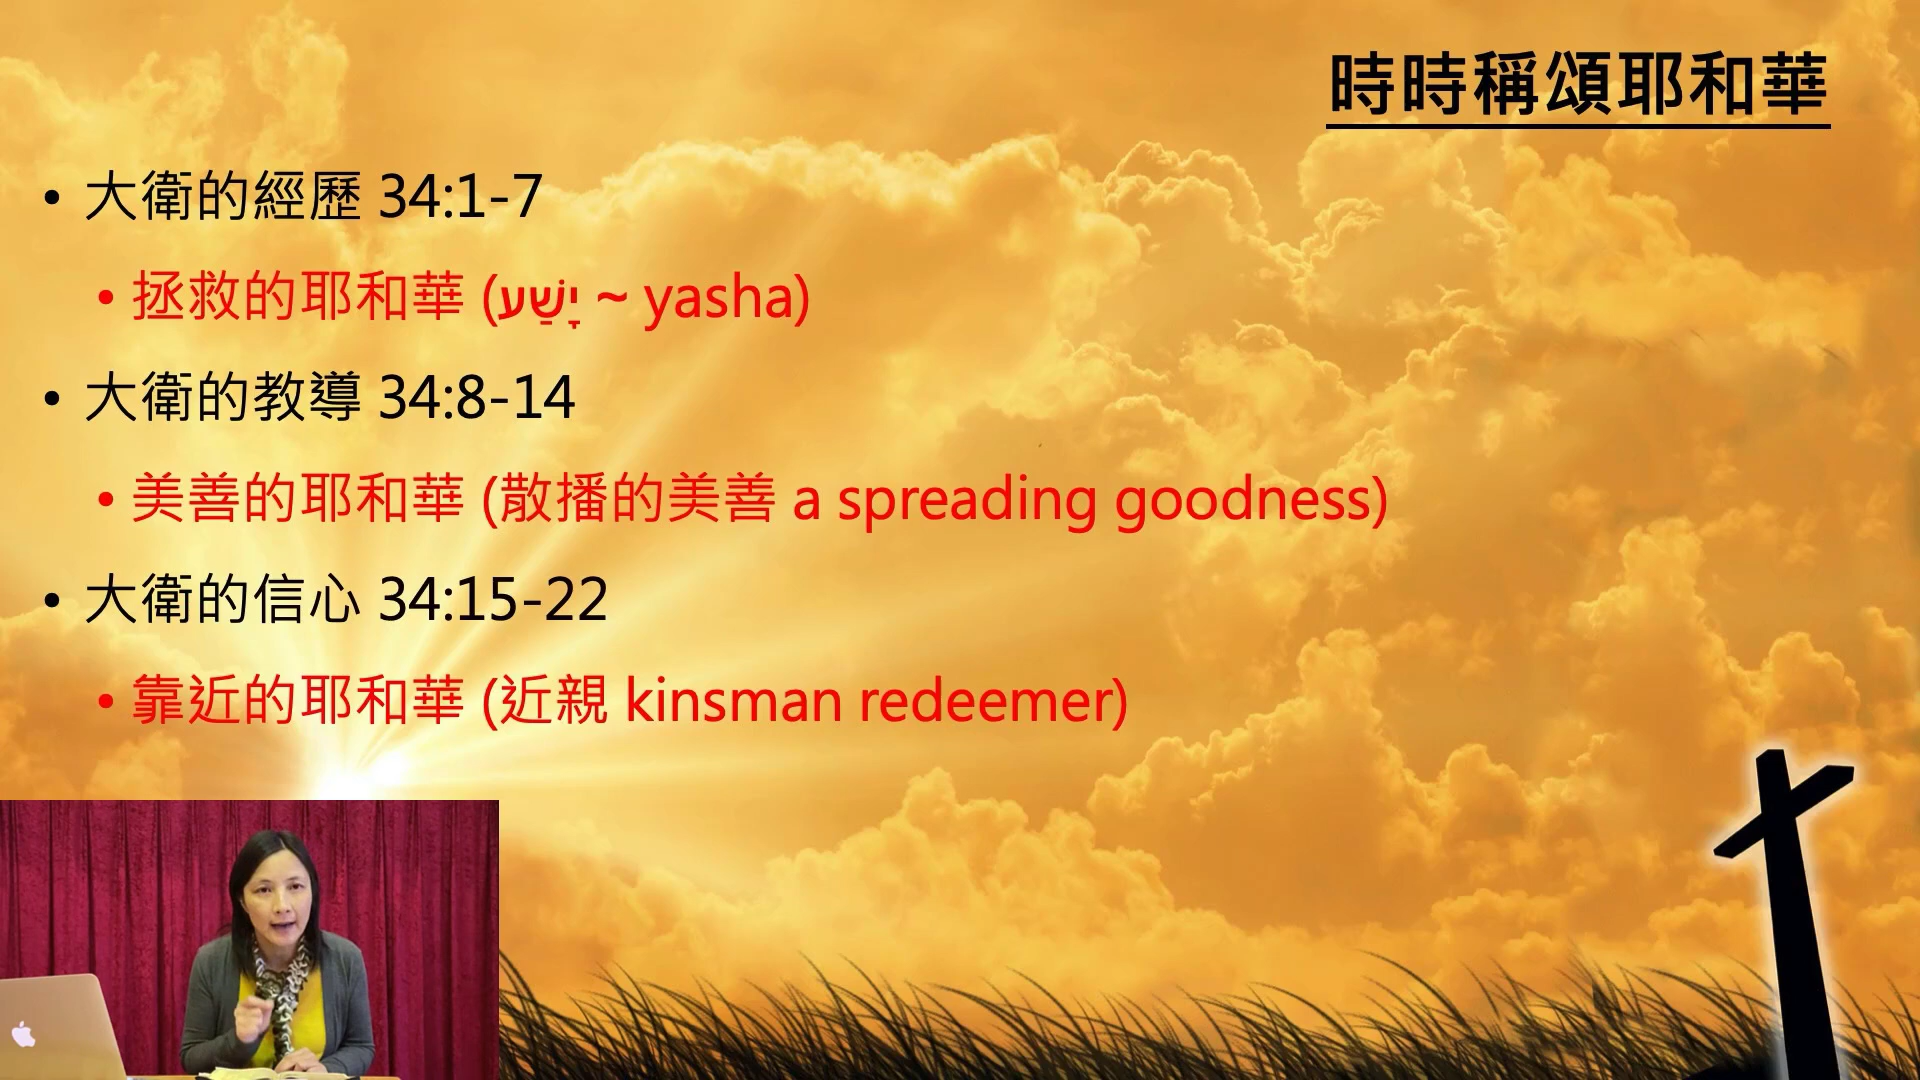 時時稱頌耶和華
• 大衛的經歷 34:1-7
• 拯救的耶和華 (יָשַׁע ~ yasha)
• 大衛的教導 34:8-14
• 美善的耶和華 (散播的美善 a spreading goodness)
• 大衛的信心 34:15-22
• 靠近的耶和華 (近親 kinsman redeemer)